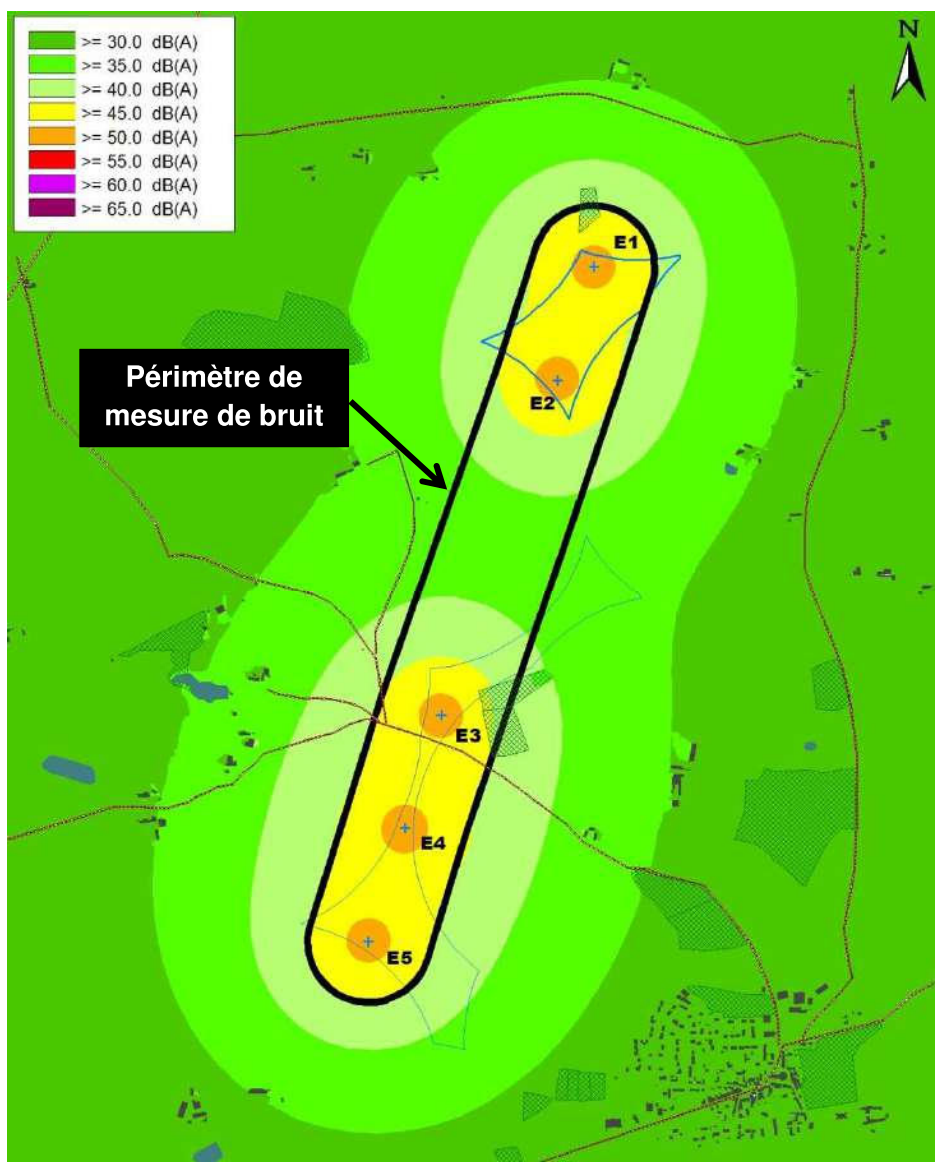 >= 30.0 dB(A)
>= 35.0 dB(A)
>= 40.0 dB(A)
>= 45.0 dB(A)
>= 50.0 dB(A)
>= 55.0 dB(A)
>= 60.0 dB(A)
>= 65.0 dB(A)
N
E1
Périmètre de
mesure de bruit
E2
E3
E4
E5